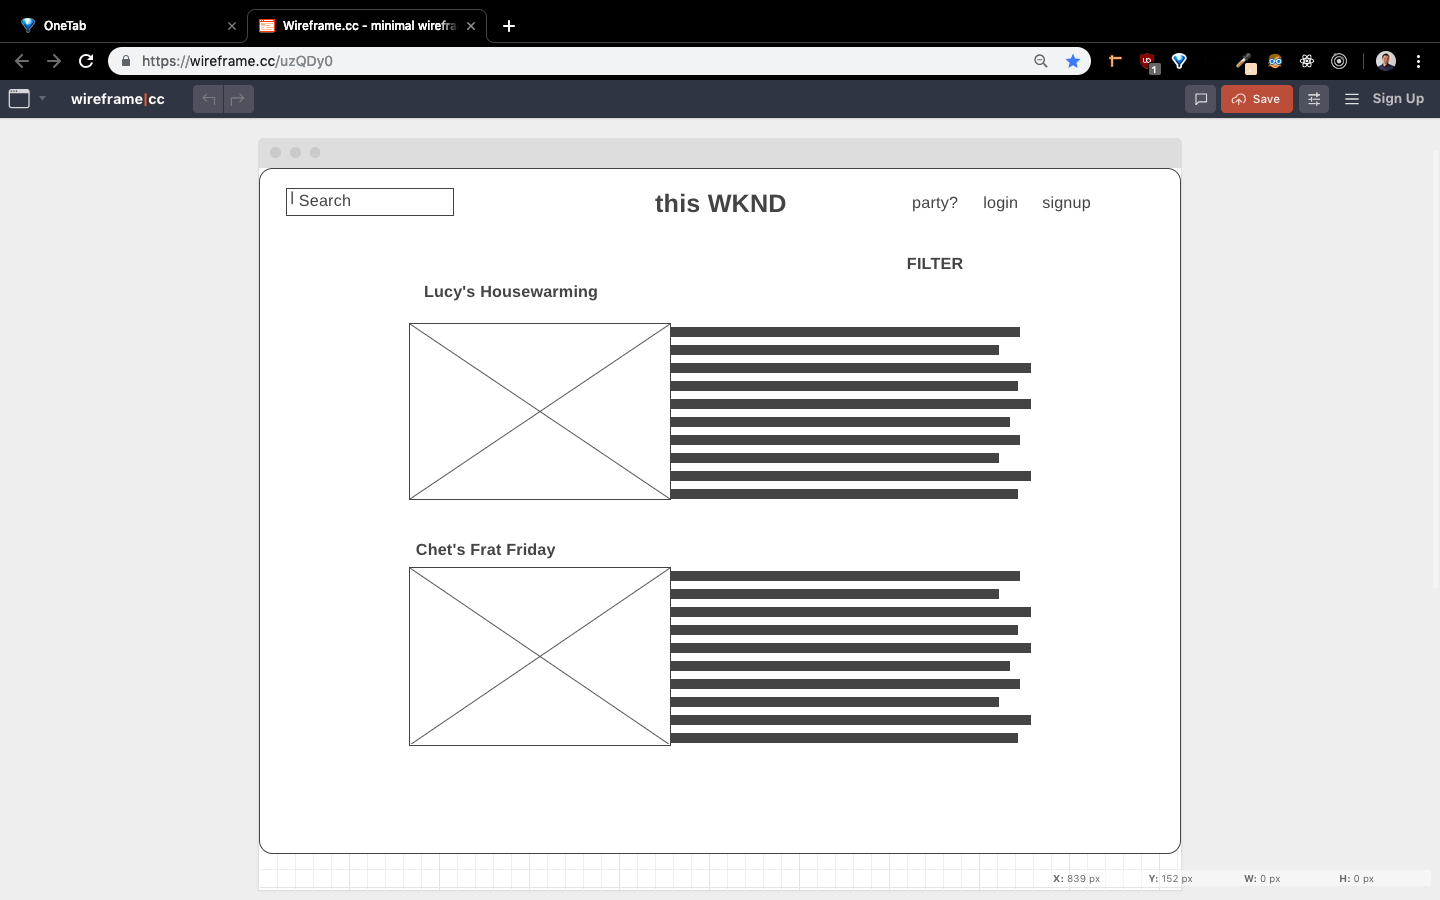 OneTab
Wireframe.cc - minimal wirefra
https://wireframe.cc/uzQDy0
1
wireframe|cc
Save
Sign Up
Search
this WKND
party? login signup
FILTER
Lucy's Housewarming
Chet's Frat Friday
X: 839 px Y: 152 px W: 0 px H: 0 px